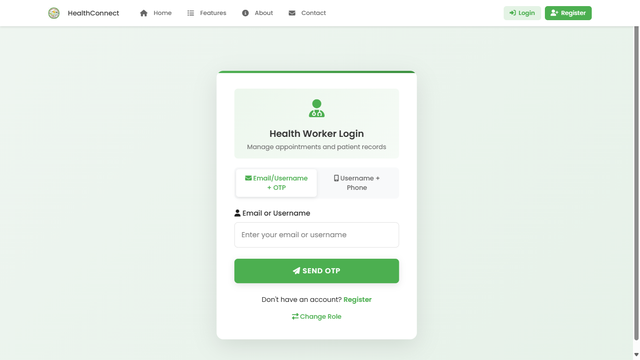 HealthConnect
Home
Features
About
Contact
Login
Register
Health Worker Login
Manage appointments and patient records
Email/Username
+ OTP
Username +
Phone
Email or Username
Enter your email or username
SEND OTP
Don't have an account? Register
Change Role